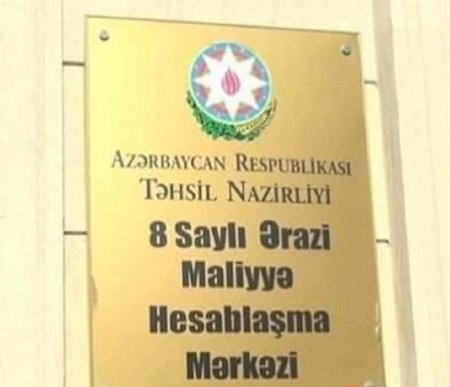 AZƏRBAYCAN RESPUBLİKASI
TƏHSİL NAZİRLİYİ
8 Saylı Ərazi
Maliyyə
Hesablaşma
Mərkəzi